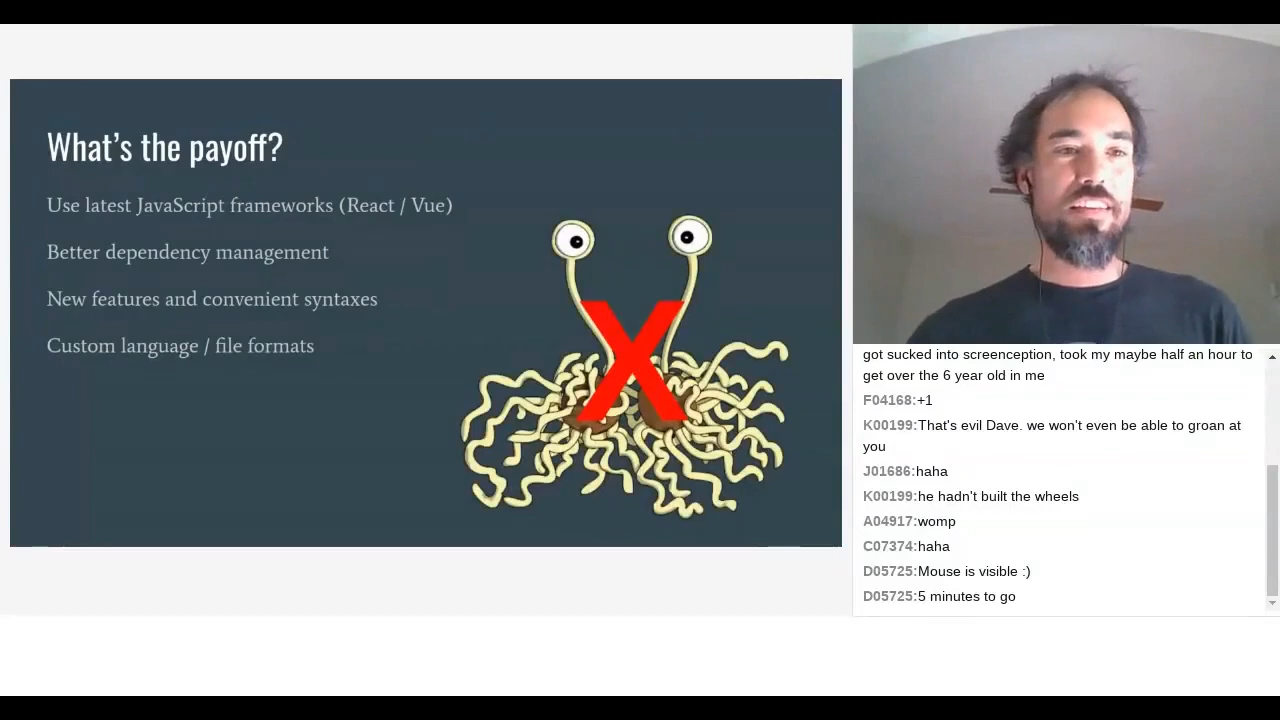 What's the payoff?
Use latest JavaScript frameworks (React / Vue)
Better dependency management
New features and convenient syntaxes
Custom language / file formats
X
got sucked into screenception, took my maybe half an hour to
get over the 6 year old in me
F04168:+1
K00199:That's evil Dave. we won't even be able to groan at
you
J01686:haha
K00199:he hadn't built the wheels
A04917:womp
C07374:haha
D05725:Mouse is visible :)
D05725:5 minutes to go